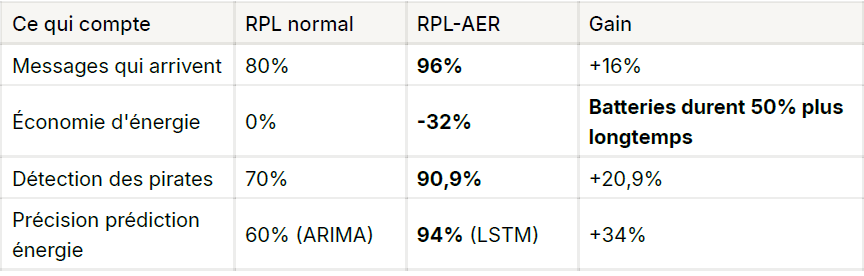 Ce qui compte RPL normal RPL-AER Gain
Messages qui arrivent 80% 96% +16%
Économie d'énergie 0% -32% Batteries durent 50% plus
longtemps
Détection des pirates 70% 90,9% +20,9%
Précision prédiction
énergie 60% (ARIMA) 94% (LSTM) +34%